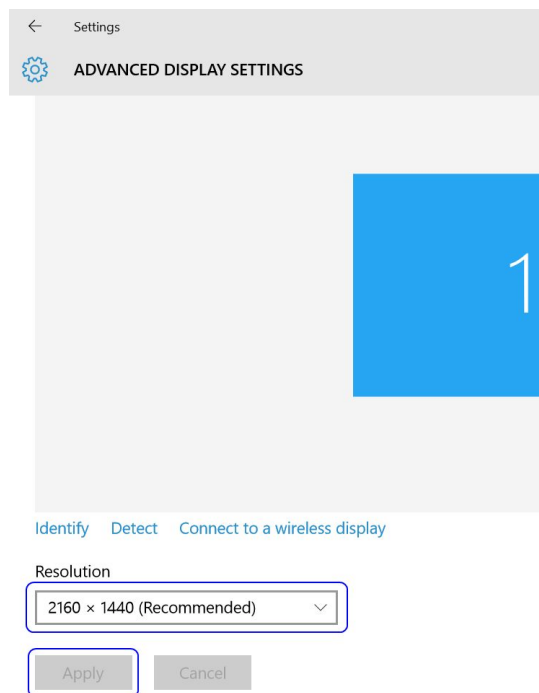 Settings
ADVANCED DISPLAY SETTINGS
1
Identify Detect Connect to a wireless display
Resolution
2160 × 1440 (Recommended)
Apply Cancel